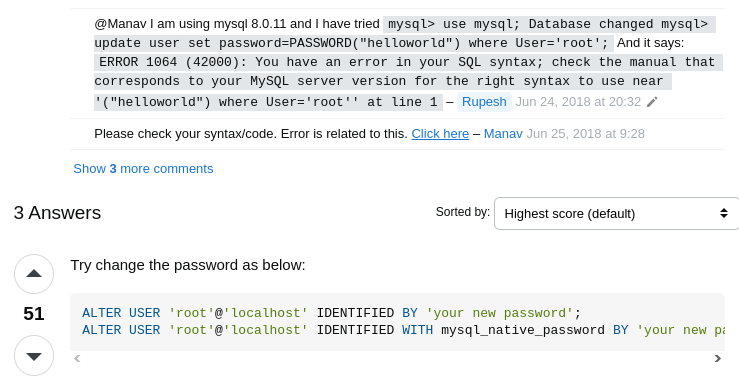 @Manav I am using mysql 8.0.11 and I have tried mysql> use mysql; Database changed mysql>
update user set password=PASSWORD("helloworld") where User='root'; And it says:
ERROR 1064 (42000): You have an error in your SQL syntax; check the manual that
corresponds to your MySQL server version for the right syntax to use near
'("helloworld") where User='root'' at line 1 – Rupesh Jun 24, 2018 at 20:32
Please check your syntax/code. Error is related to this. Click here – Manav Jun 25, 2018 at 9:28
Show 3 more comments
3 Answers
Sorted by: Highest score (default)
Try change the password as below:
51
ALTER USER 'root'@'localhost' IDENTIFIED BY 'your new password';
ALTER USER 'root'@'localhost' IDENTIFIED WITH mysql_native_password BY 'your new pa